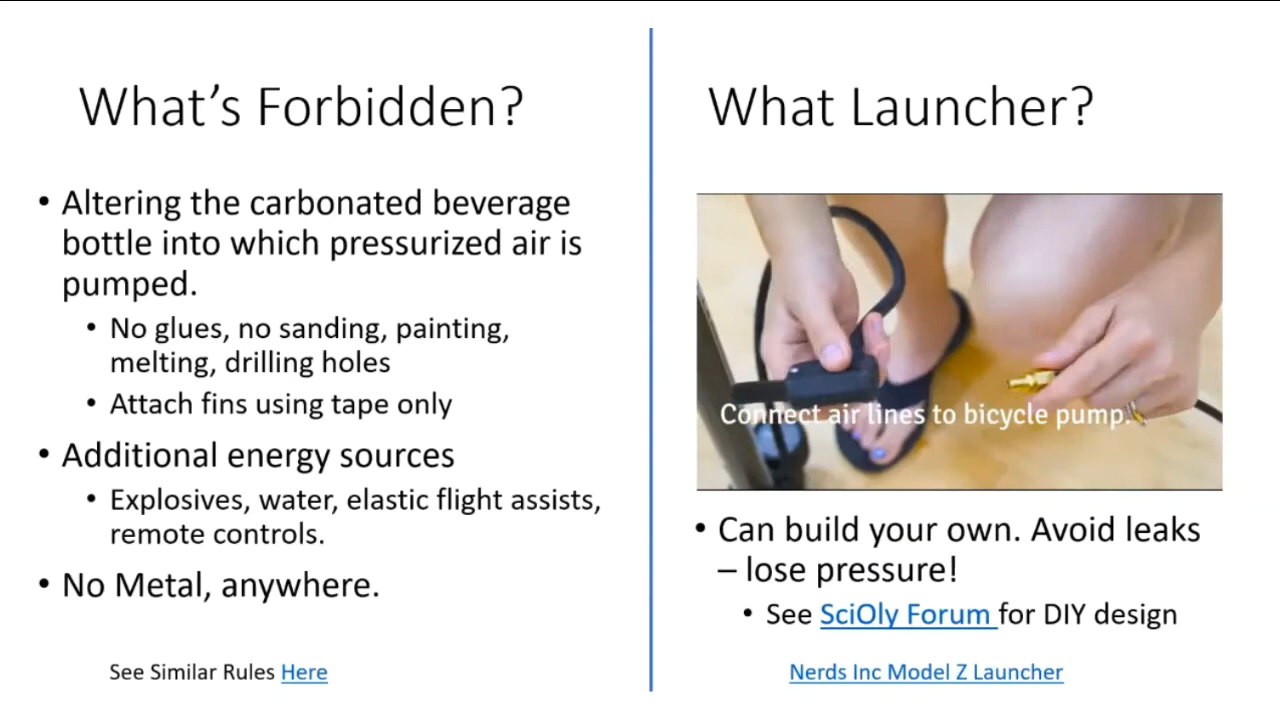 What's Forbidden?
• Altering the carbonated beverage
bottle into which pressurized air is
pumped.
• No glues, no sanding, painting,
melting, drilling holes
• Attach fins using tape only
• Additional energy sources
• Explosives, water, elastic flight assists,
remote controls.
• No Metal, anywhere.
See Similar Rules Here
What Launcher?
Connect air lines to bicycle pump.
• Can build your own. Avoid leaks
– lose pressure!
• See SciOly Forum for DIY design
Nerds Inc Model Z Launcher